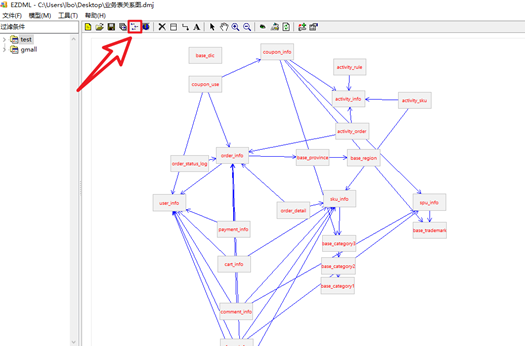 EZDML - C:\Users\lbo\Desktop\业务表关系图.dmj
文件(F) 模型(M) 工具(T) 帮助(H)
过滤条件
test
gmall
coupon_info
base_dic
activity_rule
coupon_use
activity_info
activity_sku
activity_order
order_info
order_status_log
base_province
base_region
user_info
sku_info
spu_info
order_detail
payment_info
base_trademark
base_category3
cart_info
base_category2
base_category1
comment_info